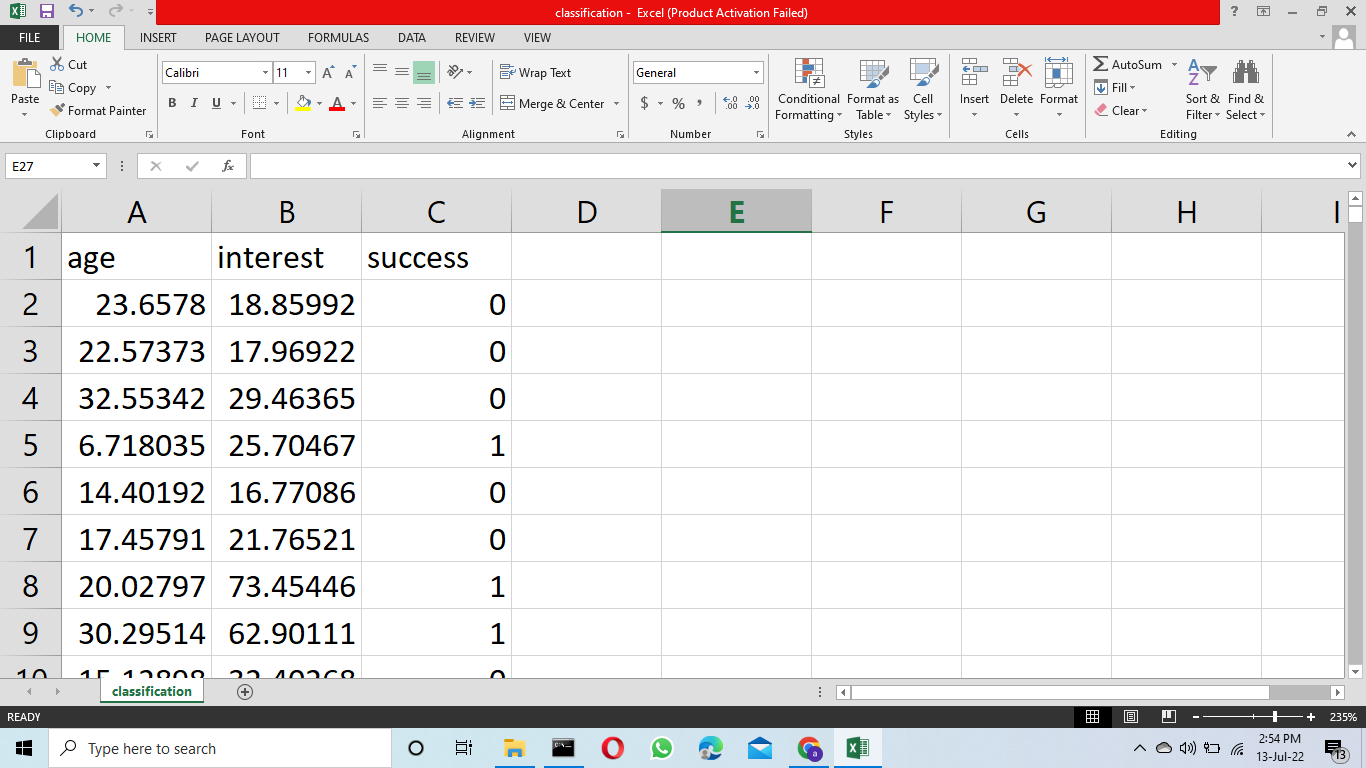 classification - Excel (Product Activation Failed)
FILE HOME INSERT PAGE LAYOUT FORMULAS DATA REVIEW VIEW
Paste
Cut
Copy
Format Painter
Clipboard
Calibri 11
B I U
Font
Wrap Text
Merge & Center
Alignment
General
$ % ,
Number
Conditional Formatting
Format as Table
Cell Styles
Styles
Insert Delete Format
Cells
AutoSum
Fill
Clear
Sort & Filter
Find & Select
Editing
E27 fx
A B C D E F G H I
1 age interest success
2 23.6578 18.85992 0
3 22.57373 17.96922 0
4 32.55342 29.46365 0
5 6.718035 25.70467 1
6 14.40192 16.77086 0
7 17.45791 21.76521 0
8 20.02797 73.45446 1
9 30.29514 62.90111 1
classification
READY 235%
Type here to search
2:54 PM
13-Jul-22
13